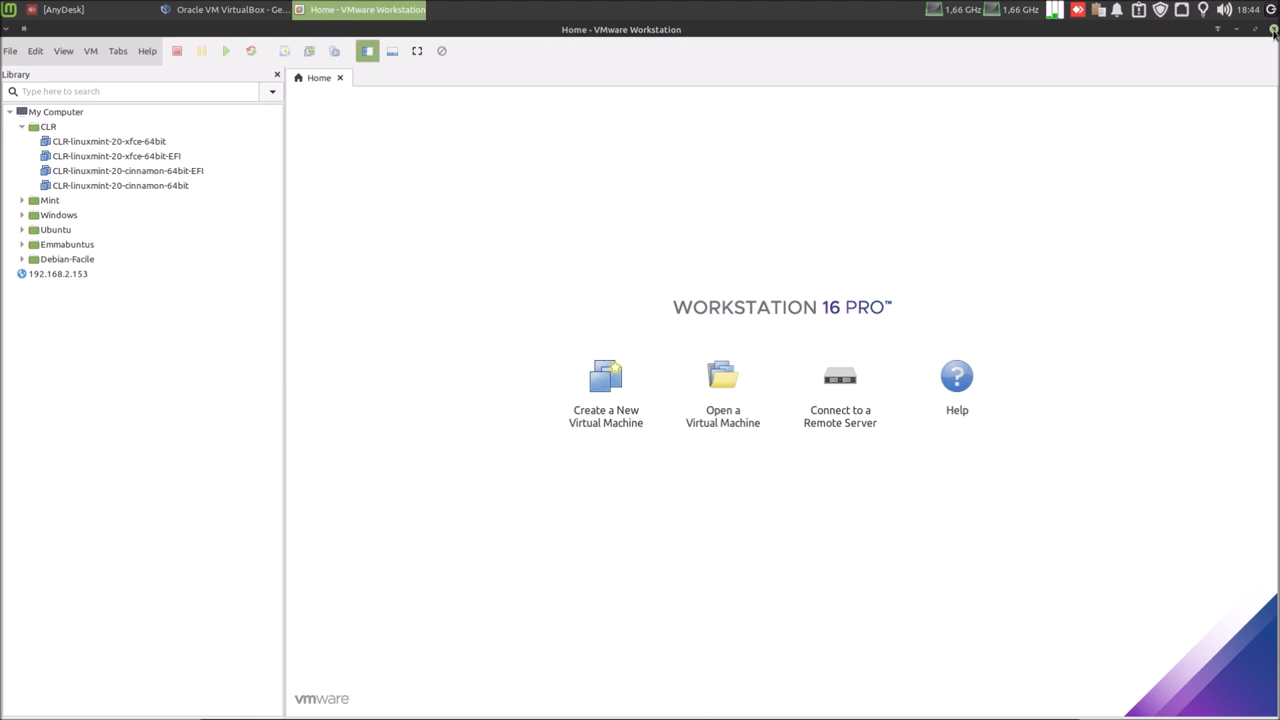 [AnyDesk]
Oracle VM VirtualBox - Ge...
Home - VMware Workstation
1,66 GHz
1,66 GHz
18:44
Home - VMware Workstation
File Edit View VM Tabs Help
Library
Home
Type here to search
My Computer
CLR
CLR-linuxmint-20-xfce-64bit
CLR-linuxmint-20-xfce-64bit-EFI
CLR-linuxmint-20-cinnamon-64bit-EFI
CLR-linuxmint-20-cinnamon-64bit
Mint
Windows
Ubuntu
Emmabuntus
Debian-Facile
192.168.2.153
WORKSTATION 16 PRO™
Create a New
Virtual Machine
Open a
Virtual Machine
Connect to a
Remote Server
Help
vmware